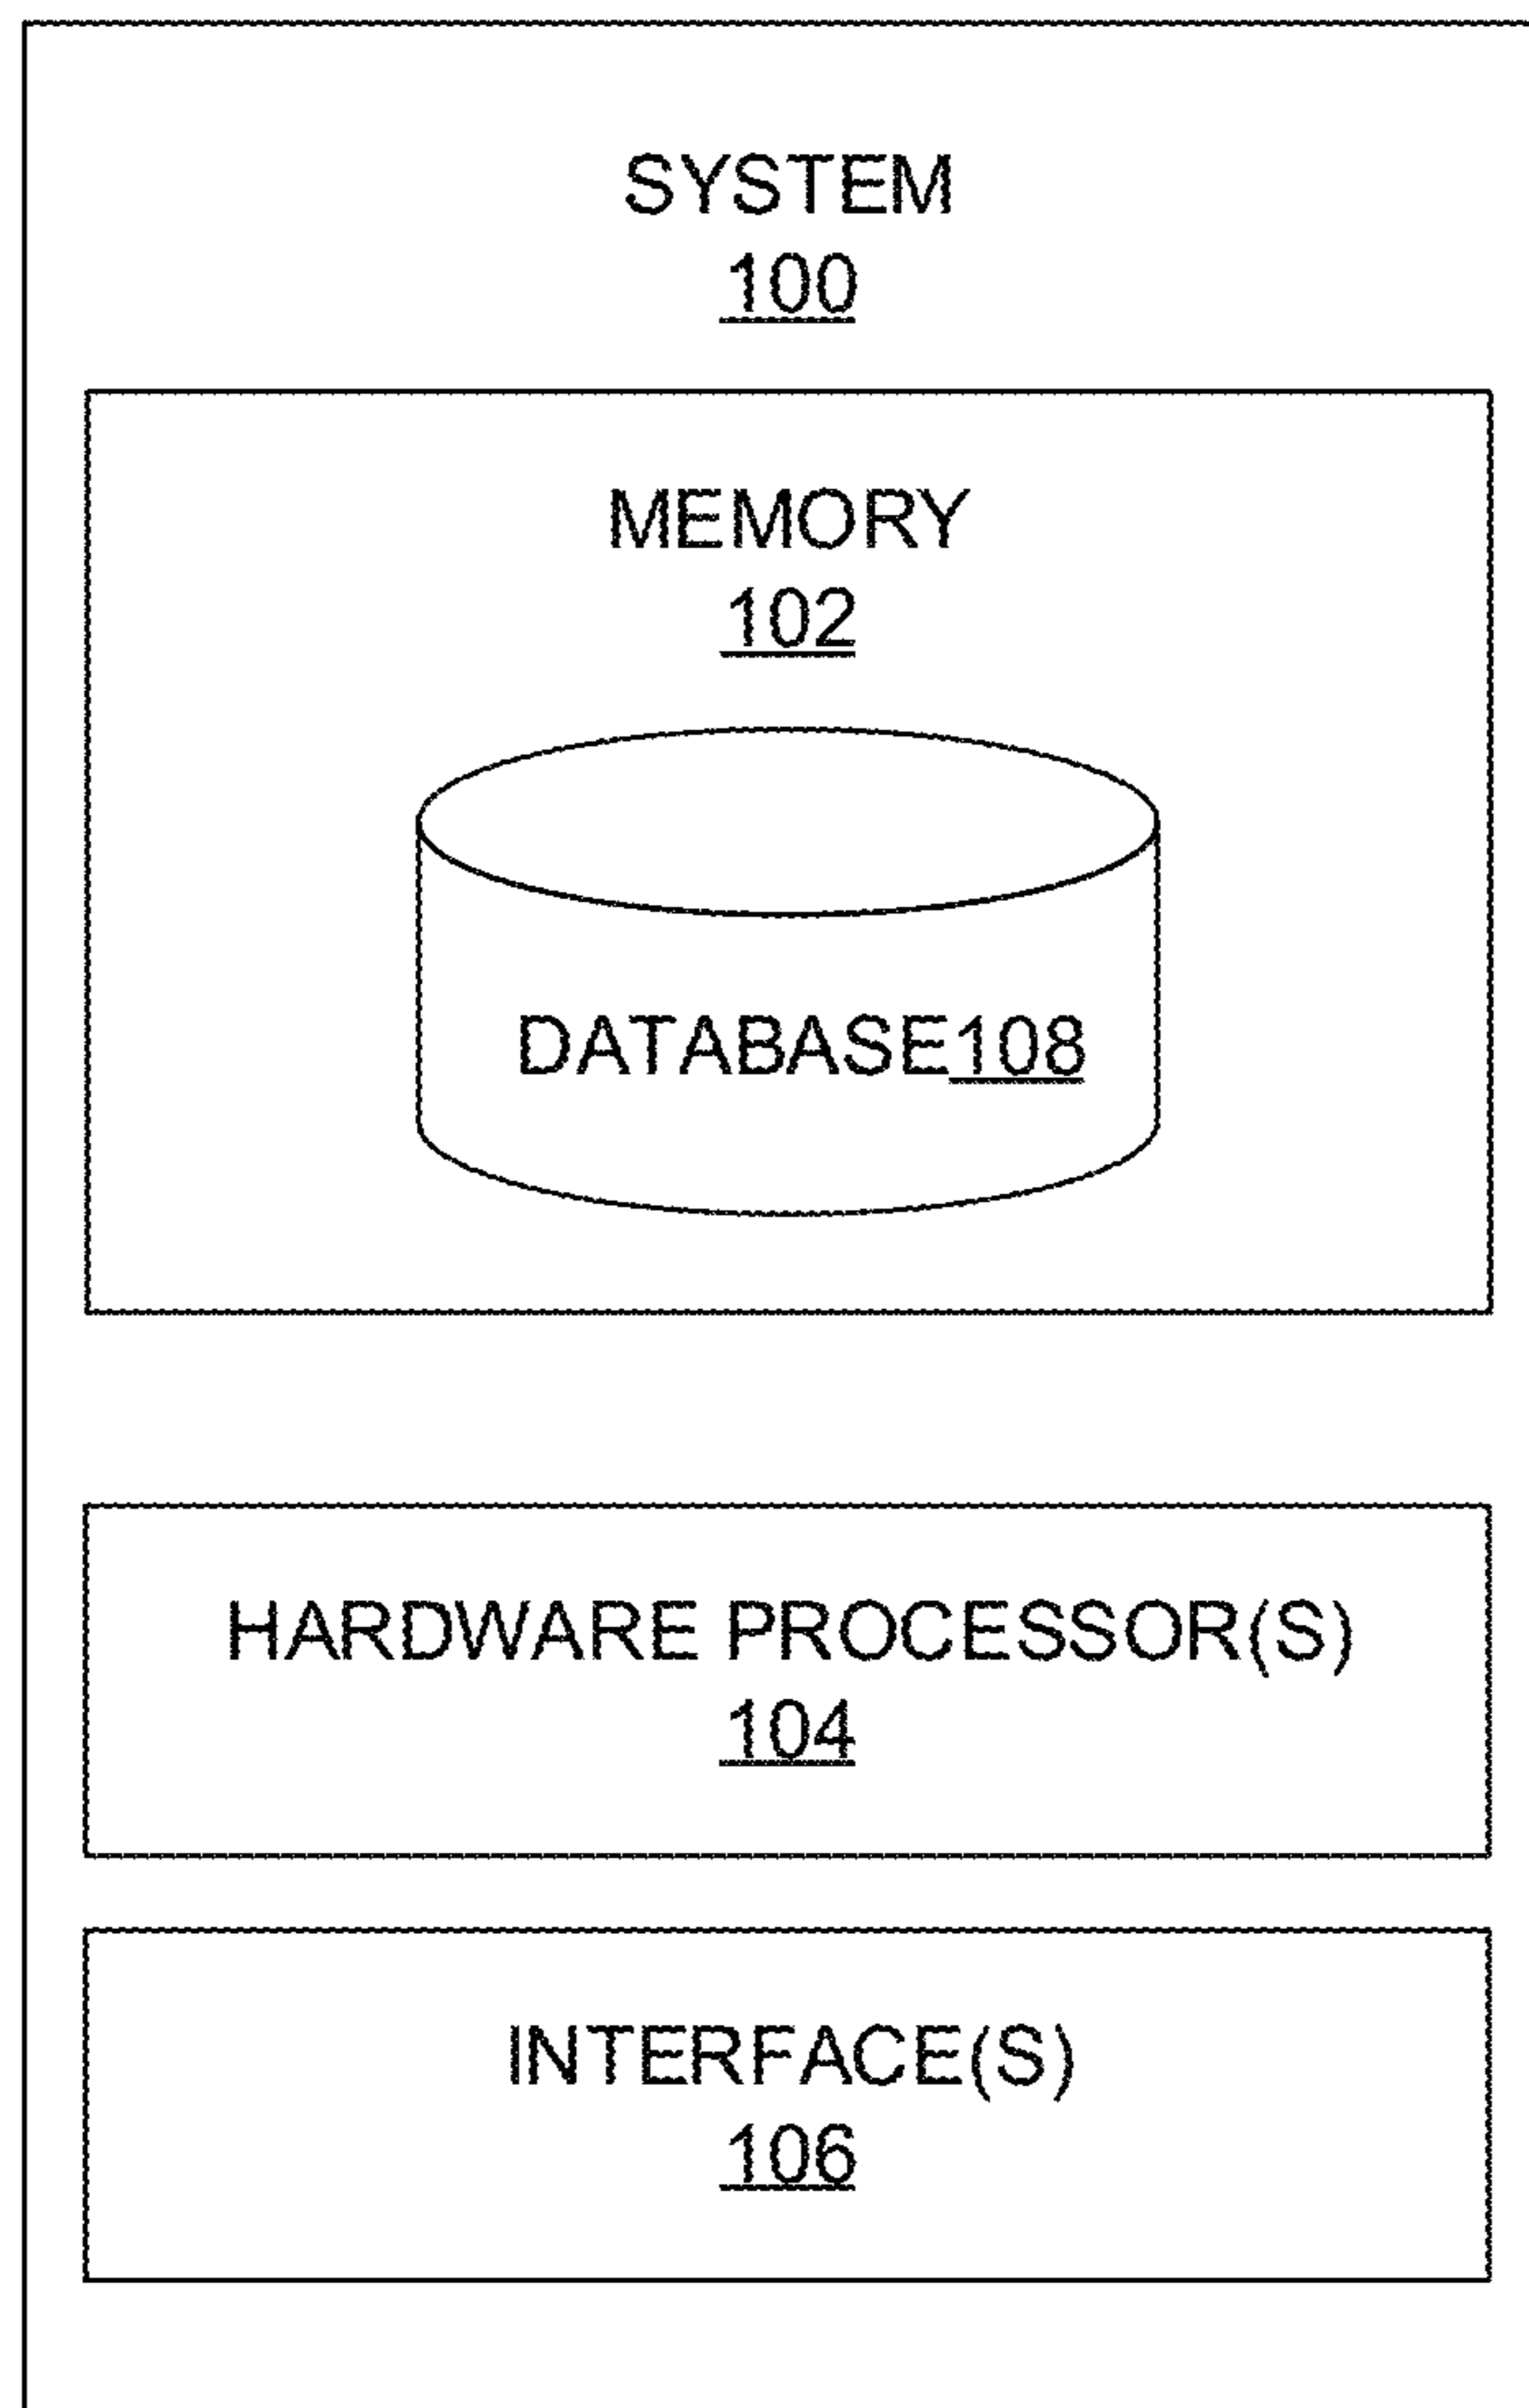 SYSTEM
100
MEMORY
102
DATABASE108
HARDWARE PROCESSOR(S)
104
INTERFACE(S)
106